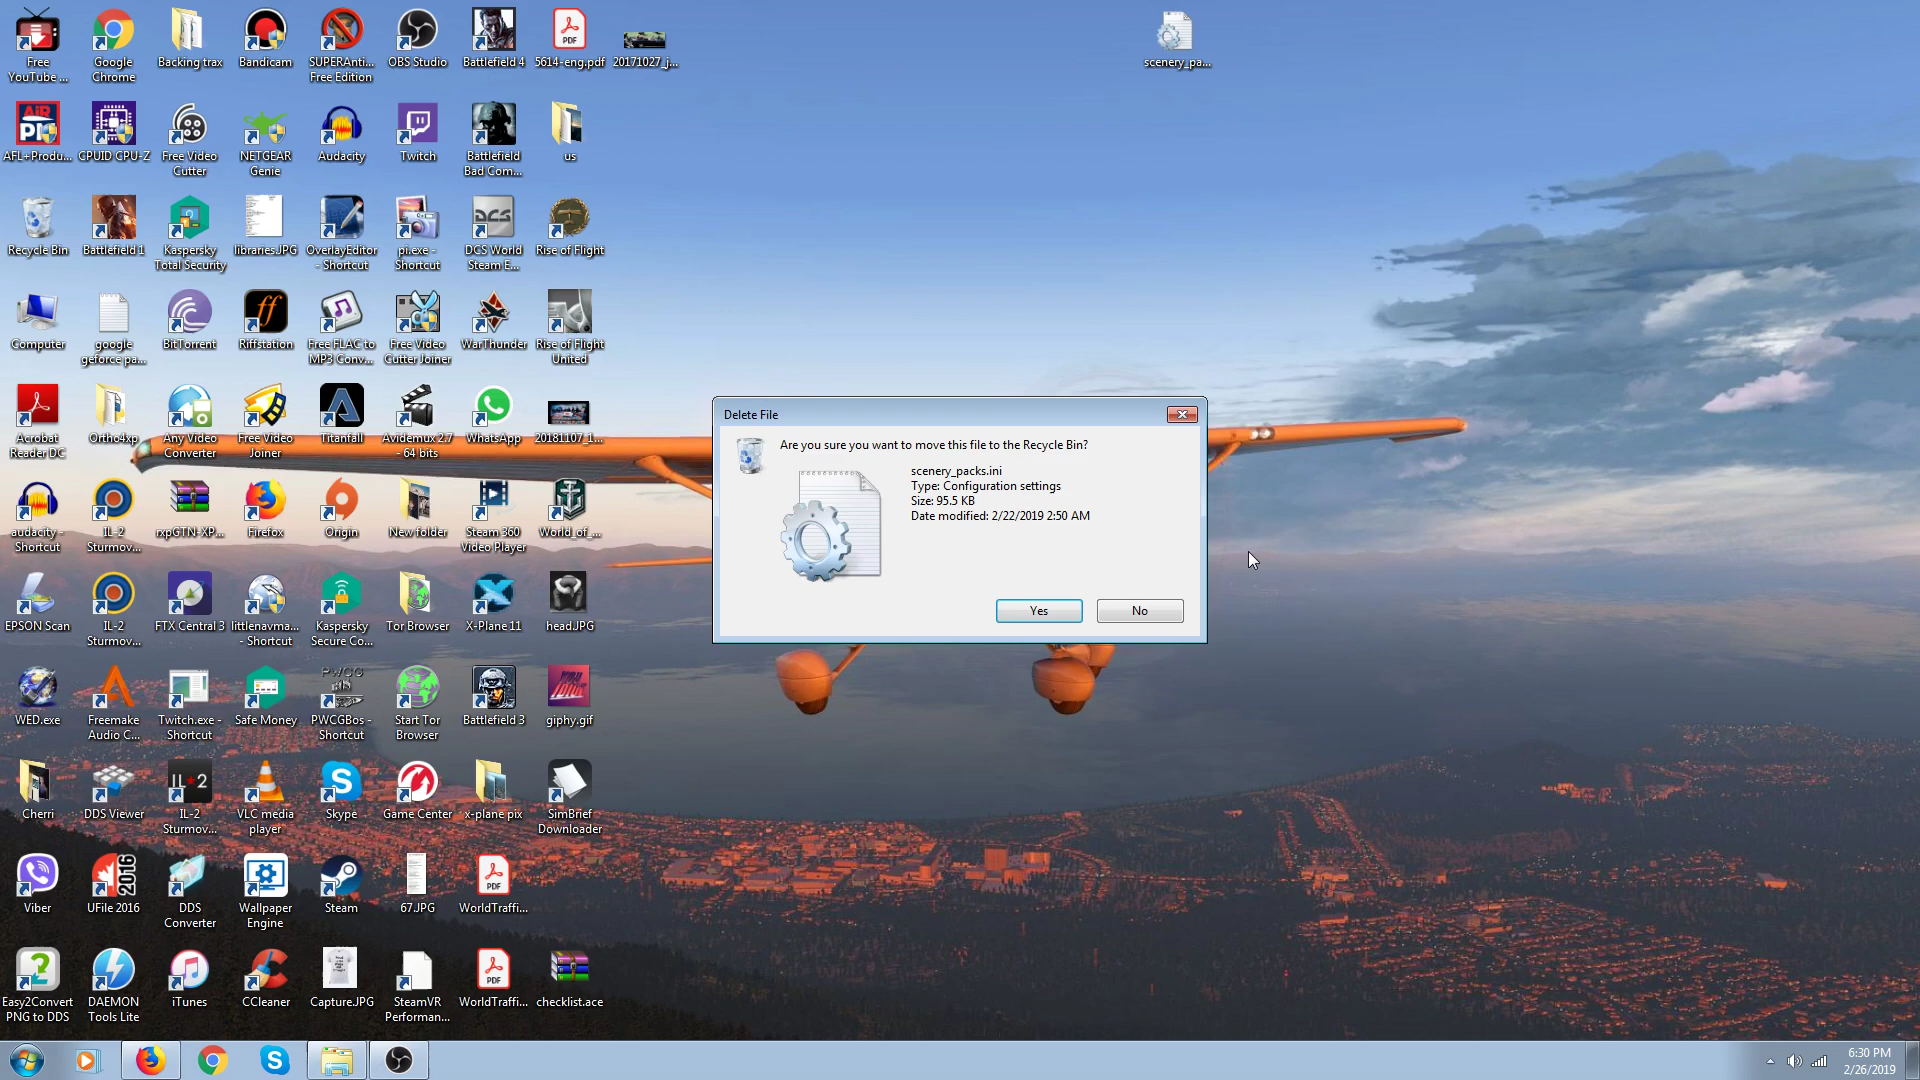 Free
YouTube ...
Google
Chrome
Backing trax
Bandicam
SUPERAnti...
Free Edition
OBS Studio
Battlefield 4
5614-eng.pdf
20171027_j...
scenery_pa...
AFL+Produ...
CPUID CPU-Z
Free Video
Cutter
NETGEAR
Genie
Audacity
Twitch
Battlefield
Bad Com...
us
Recycle Bin
Battlefield 1
Kaspersky
Total Security
libraries.JPG
OverlayEditor
- Shortcut
pi.exe -
Shortcut
DCS World
Steam E...
Rise of Flight
Computer
google
geforce pa...
BitTorrent
Riffstation
Free FLAC to
MP3 Conv...
Free Video
Cutter Joiner
WarThunder
Rise of Flight
United
Acrobat
Reader DC
Ortho4xp
Any Video
Converter
Free Video
Joiner
Titanfall
Avidemux 2.7
- 64 bits
WhatsApp
20181107_1...
audacity -
Shortcut
IL-2
Sturmov...
rxpGTN-XP...
Firefox
Origin
New folder
Steam 360
Video Player
World_of_...
EPSON Scan
IL-2
Sturmov...
FTX Central 3
littlenavma...
- Shortcut
Kaspersky
Secure Co...
Tor Browser
X-Plane 11
head.JPG
WED.exe
Freemake
Audio C...
Twitch.exe -
Shortcut
Safe Money
PWCGBos -
Shortcut
Start Tor
Browser
Battlefield 3
giphy.gif
Cherri
DDS Viewer
IL-2
Sturmov...
VLC media
player
Skype
Game Center
x-plane pix
SimBrief
Downloader
Viber
UFile 2016
DDS
Converter
Wallpaper
Engine
Steam
67.JPG
WorldTraffi...
Easy2Convert
PNG to DDS
DAEMON
Tools Lite
iTunes
CCleaner
Capture.JPG
SteamVR
Performan...
WorldTraffi...
checklist.ace
Delete File
Are you sure you want to move this file to the Recycle Bin?
scenery_packs.ini
Type: Configuration settings
Size: 95.5 KB
Date modified: 2/22/2019 2:50 AM
Yes
No
6:30 PM
2/26/2019